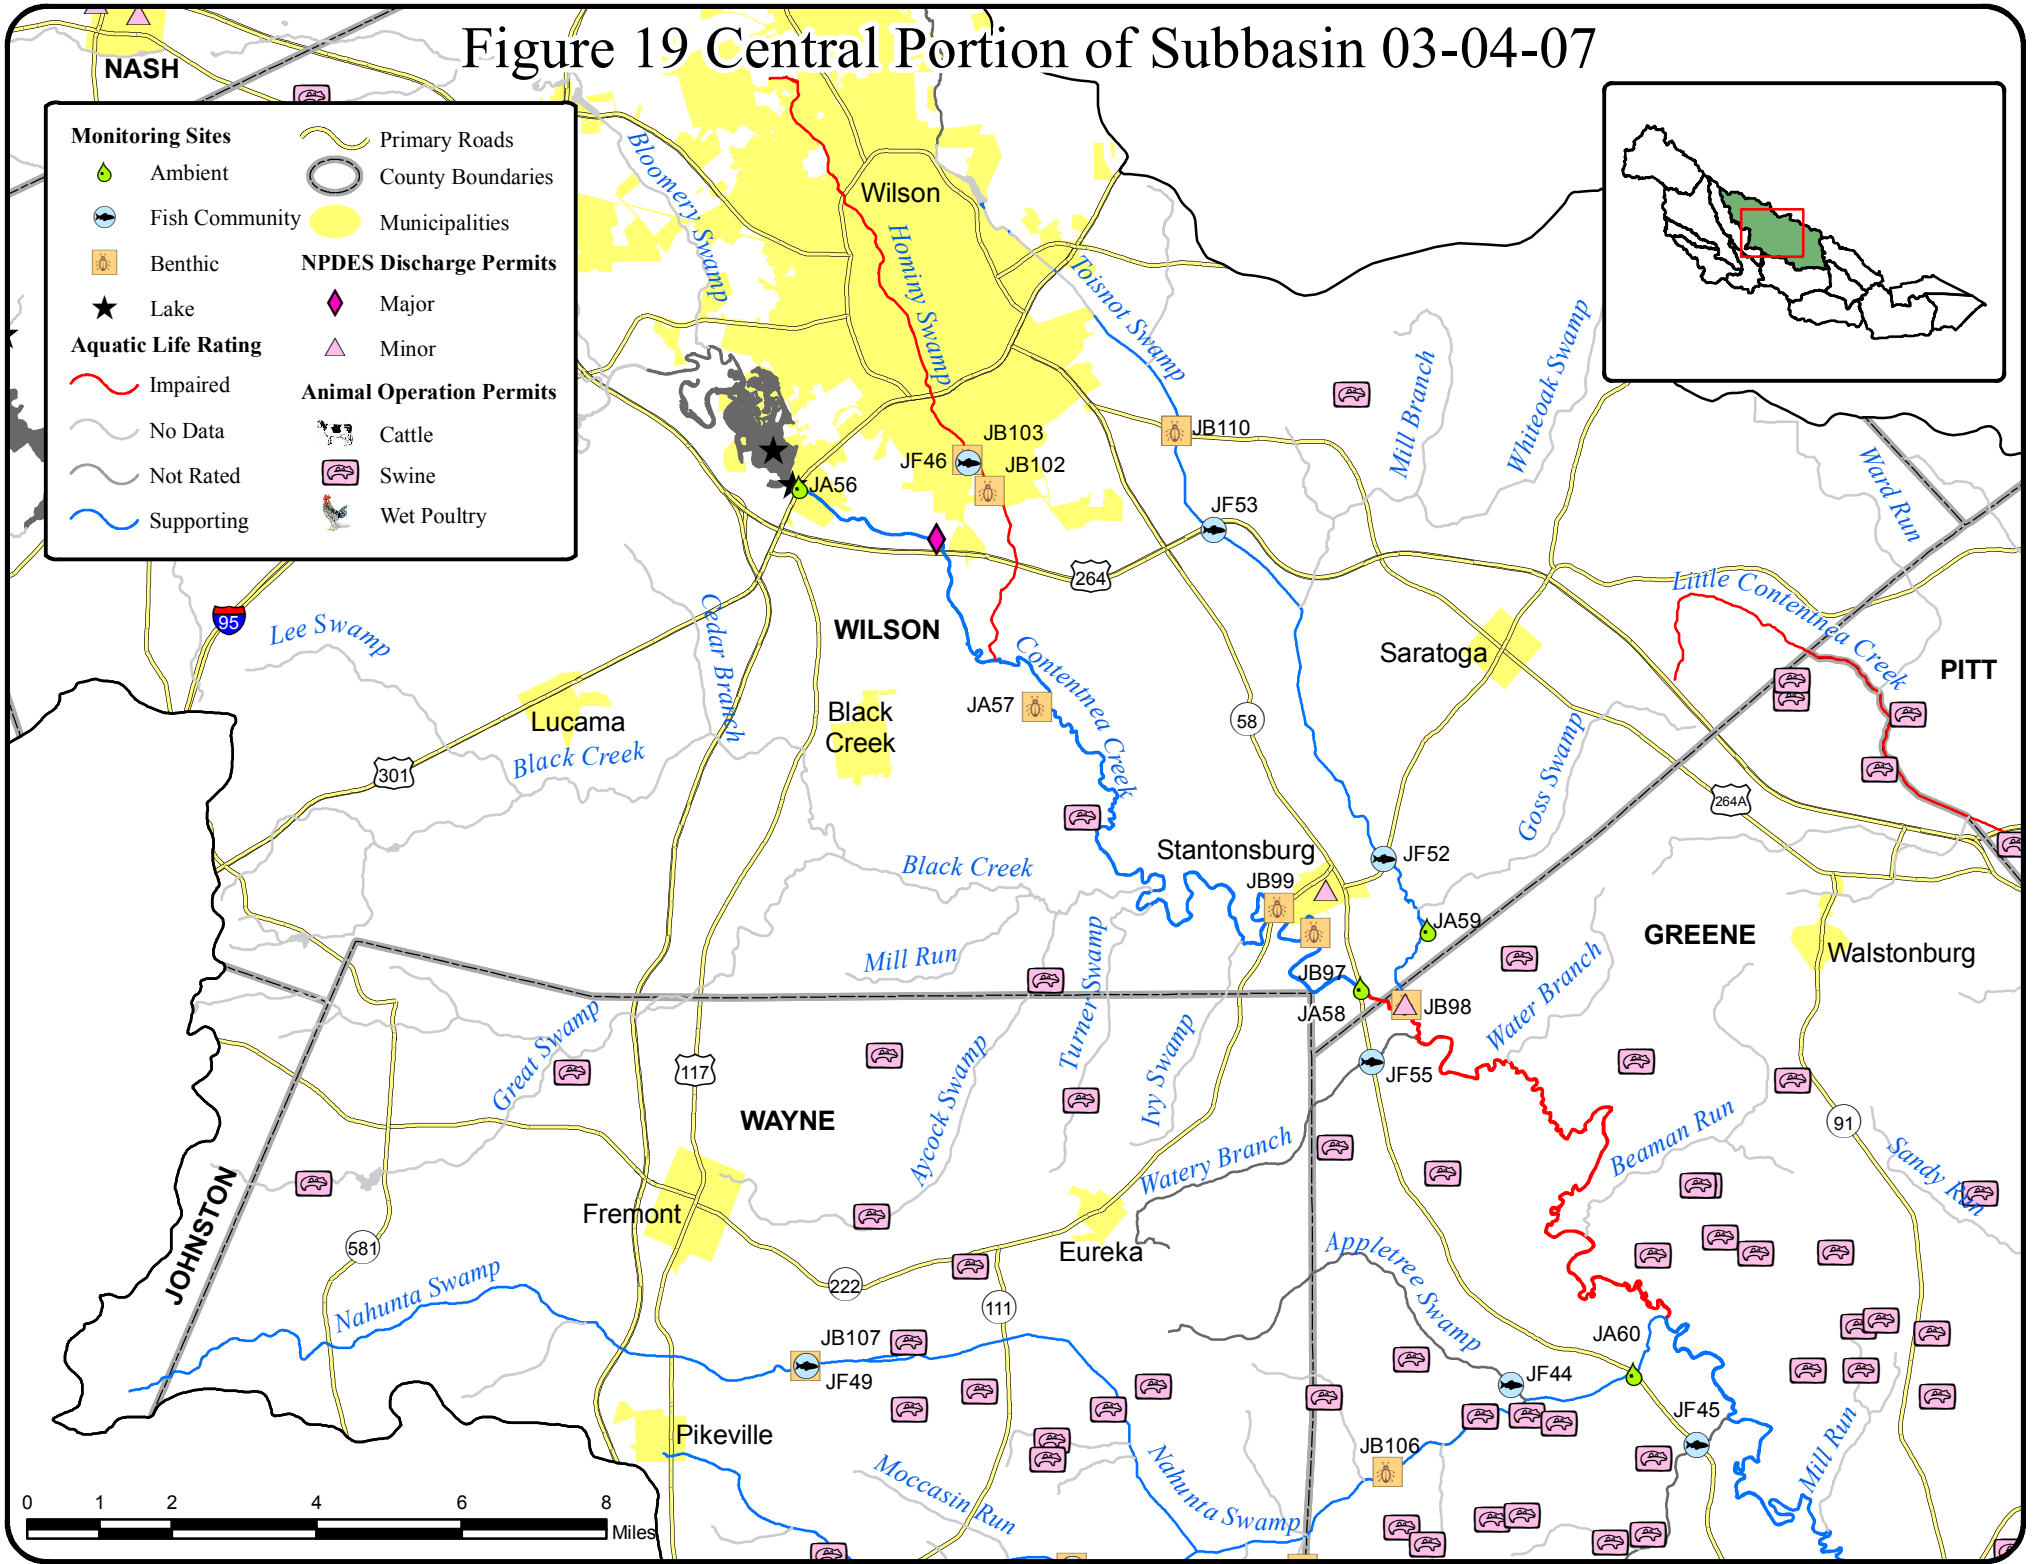 Figure 19 Central Portion of Subbasin 03-04-07
NASH
Monitoring Sites
Ambient
Fish Community
Benthic
Lake
Aquatic Life Rating
Impaired
No Data
Not Rated
Supporting
Primary Roads
County Boundaries
Municipalities
NPDES Discharge Permits
Major
Minor
Animal Operation Permits
Cattle
Swine
Wet Poultry
Bloomery Swamp
Wilson
Hominy Swamp
Toisnot Swamp
Mill Branch
Whiteoak Swamp
Ward Run
JB110
JB103
JF46
JB102
JA56
JF53
264
95
Lee Swamp
Cedar Branch
WILSON
Contentnea Creek
Little Contentnea Creek
Saratoga
PITT
JA57
Lucama
Black Creek
Black
Creek
58
301
Goss Swamp
264A
Stantonsburg
JF52
Black Creek
JB99
JA59
GREENE
Walstonburg
Mill Run
Turner Swamp
JB97
JA58
JB98
Water Branch
Great Swamp
117
Aycock Swamp
Ivy Swamp
JF55
WAYNE
91
Beaman Run
Sandy Run
Watery Branch
JOHNSTON
Fremont
581
Eureka
Appletree Swamp
222
111
Nahunta Swamp
JB107
JF49
JA60
JF44
JF45
Pikeville
JB106
Mill Run
Moccasin Run
Nahunta Swamp
0 1 2 4 6 8
Miles